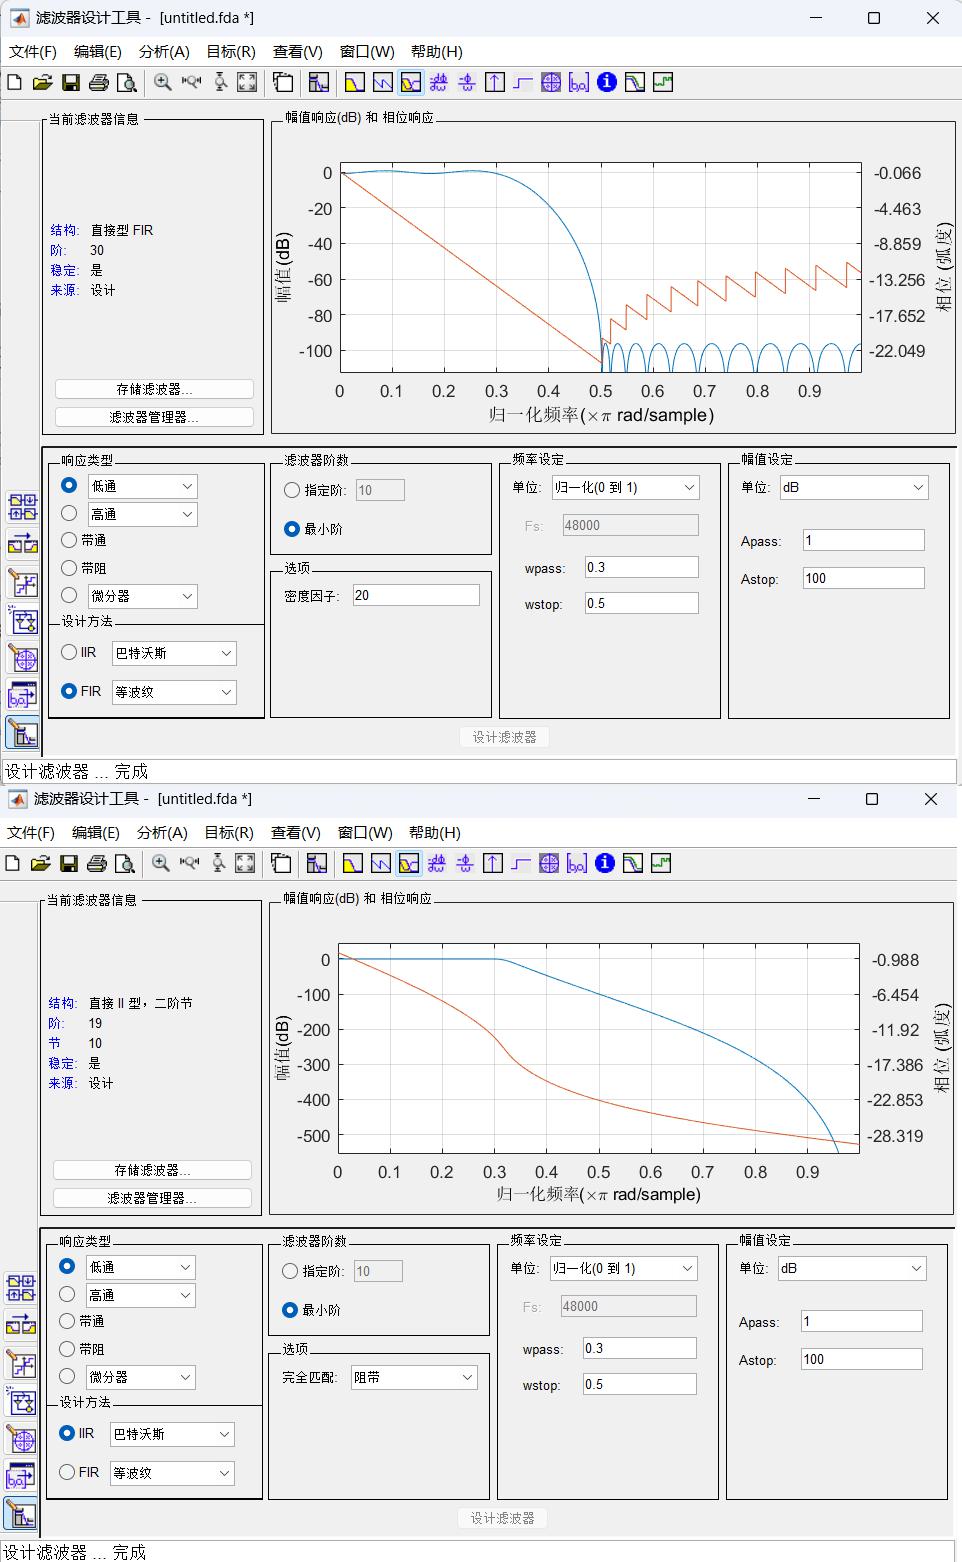 滤波器设计工具 - [untitled.fda *]
文件(F) 编辑(E) 分析(A) 目标(R) 查看(V) 窗口(W) 帮助(H)
当前滤波器信息
结构: 直接型 FIR
阶: 30
稳定: 是
来源: 设计
存储滤波器...
滤波器管理器...
幅值响应(dB) 和 相位响应
0
-20
-40
-60
-80
-100
幅值(dB)
-0.066
-4.463
-8.859
-13.256
-17.652
-22.049
相位 (弧度)
0 0.1 0.2 0.3 0.4 0.5 0.6 0.7 0.8 0.9
归一化频率(×π rad/sample)
响应类型
低通
高通
带通
带阻
微分器
设计方法
IIR 巴特沃斯
FIR 等波纹
滤波器阶数
指定阶: 10
最小阶
选项
密度因子: 20
频率设定
单位: 归一化(0 到 1)
Fs: 48000
wpass: 0.3
wstop: 0.5
幅值设定
单位: dB
Apass: 1
Astop: 100
设计滤波器
设计滤波器 ... 完成
滤波器设计工具 - [untitled.fda *]
文件(F) 编辑(E) 分析(A) 目标(R) 查看(V) 窗口(W) 帮助(H)
当前滤波器信息
结构: 直接 II 型，二阶节
阶: 19
节 10
稳定: 是
来源: 设计
存储滤波器...
滤波器管理器...
幅值响应(dB) 和 相位响应
0
-100
-200
-300
-400
-500
幅值(dB)
-0.988
-6.454
-11.92
-17.386
-22.853
-28.319
相位 (弧度)
0 0.1 0.2 0.3 0.4 0.5 0.6 0.7 0.8 0.9
归一化频率(×π rad/sample)
响应类型
低通
高通
带通
带阻
微分器
设计方法
IIR 巴特沃斯
FIR 等波纹
滤波器阶数
指定阶: 10
最小阶
选项
完全匹配: 阻带
频率设定
单位: 归一化(0 到 1)
Fs: 48000
wpass: 0.3
wstop: 0.5
幅值设定
单位: dB
Apass: 1
Astop: 100
设计滤波器
设计滤波器 ... 完成